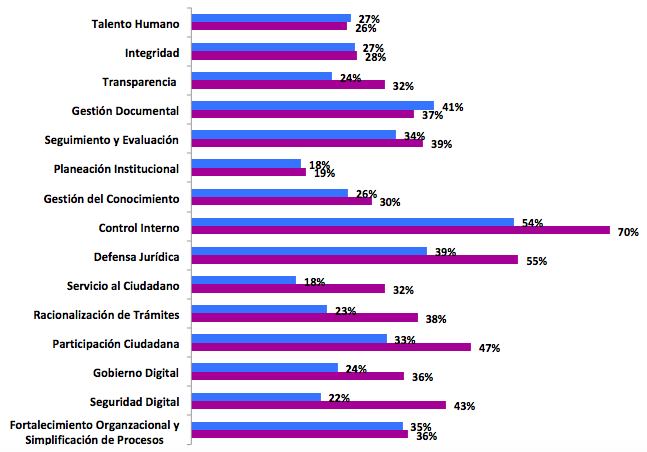 Talento Humano
27%
26%
Integridad
27%
28%
Transparencia
24%
32%
Gestión Documental
41%
37%
Seguimiento y Evaluación
34%
39%
Planeación Institucional
18%
19%
Gestión del Conocimiento
26%
30%
Control Interno
54%
70%
Defensa Jurídica
39%
55%
Servicio al Ciudadano
18%
32%
Racionalización de Trámites
23%
38%
Participación Ciudadana
33%
47%
Gobierno Digital
24%
36%
Seguridad Digital
22%
43%
Fortalecimiento Organzacional y
Simplificación de Procesos
35%
36%